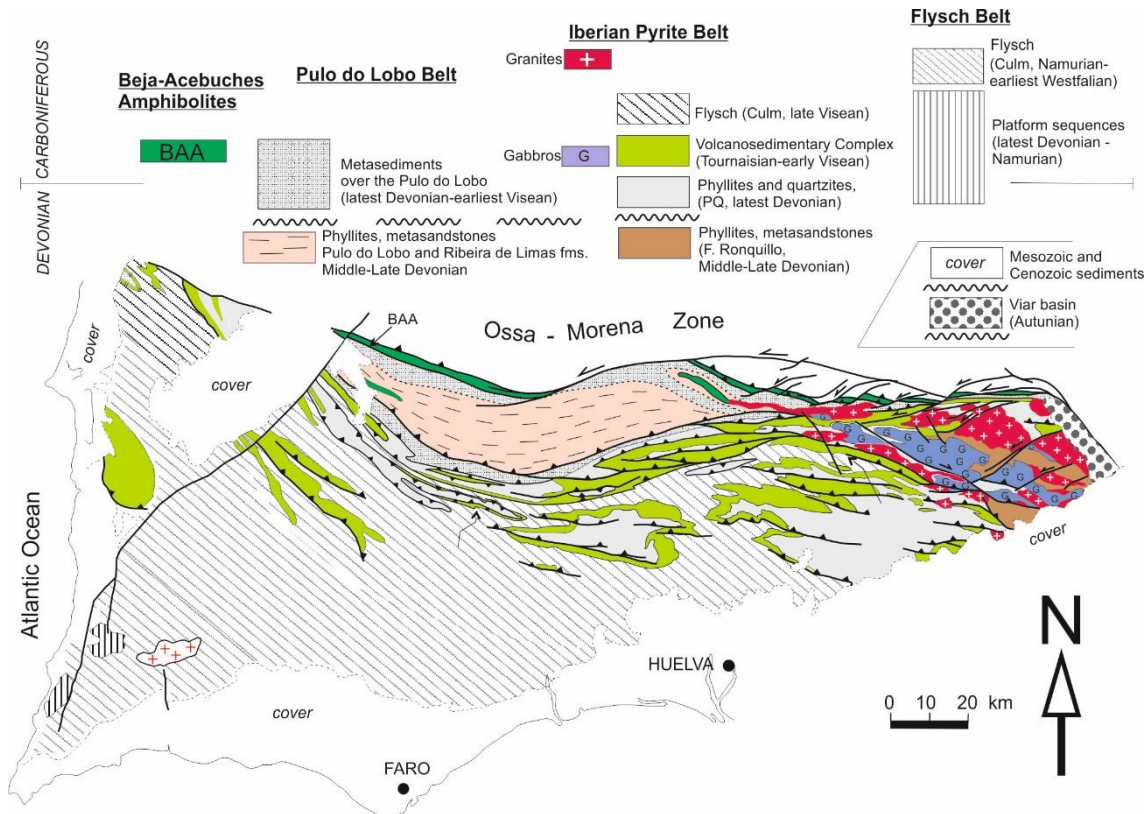 Flysch Belt
Iberian Pyrite Belt
Granites
+
Beja-Acebuches
Amphibolites
Pulo do Lobo Belt
Flysch
(Culm, Namurian-
earliest Westfalian)
DEVONIAN CARBONIFEROUS
BAA
Flysch (Culm, late Visean)
Platform sequences
(latest Devonian -
Namurian)
Metasediments
over the Pulo do Lobo
(latest Devonian-earliest Visean)
Gabbros
G
Volcanosedimentary Complex
(Tournaisian-early Visean)
Phyllites and quartzites,
(PQ, latest Devonian)
Phyllites, metasandstones
Pulo do Lobo and Ribeira de Limas fms.
Middle-Late Devonian
Phyllites, metasandstones
(F. Ronquillo,
Middle-Late Devonian)
cover
Mesozoic and
Cenozoic sediments
Viar basin
(Autunian)
BAA
Ossa - Morena Zone
cover
cover
G G G G G G G G G G G G G G G
cover
Atlantic Ocean
N
HUELVA
cover
0 10 20 km
FARO